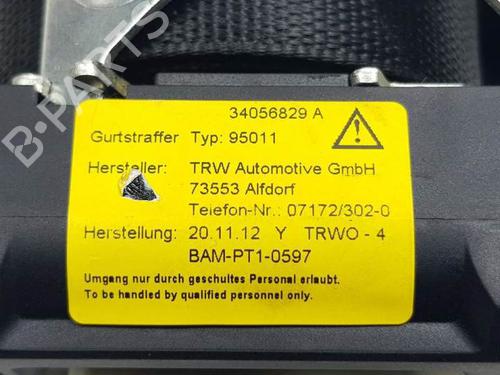 34056829 A
Gurtstraffer Typ: 95011
Hersteller: TRW Automotive GmbH
73553 Alfdorf
Telefon-Nr.: 07172/302-0
Herstellung: 20.11.12 Y TRWO - 4
BAM-PT1-0597
Umgang nur durch geschultes Personal erlaubt.
To be handled by qualified personnel only.
B-PARTS